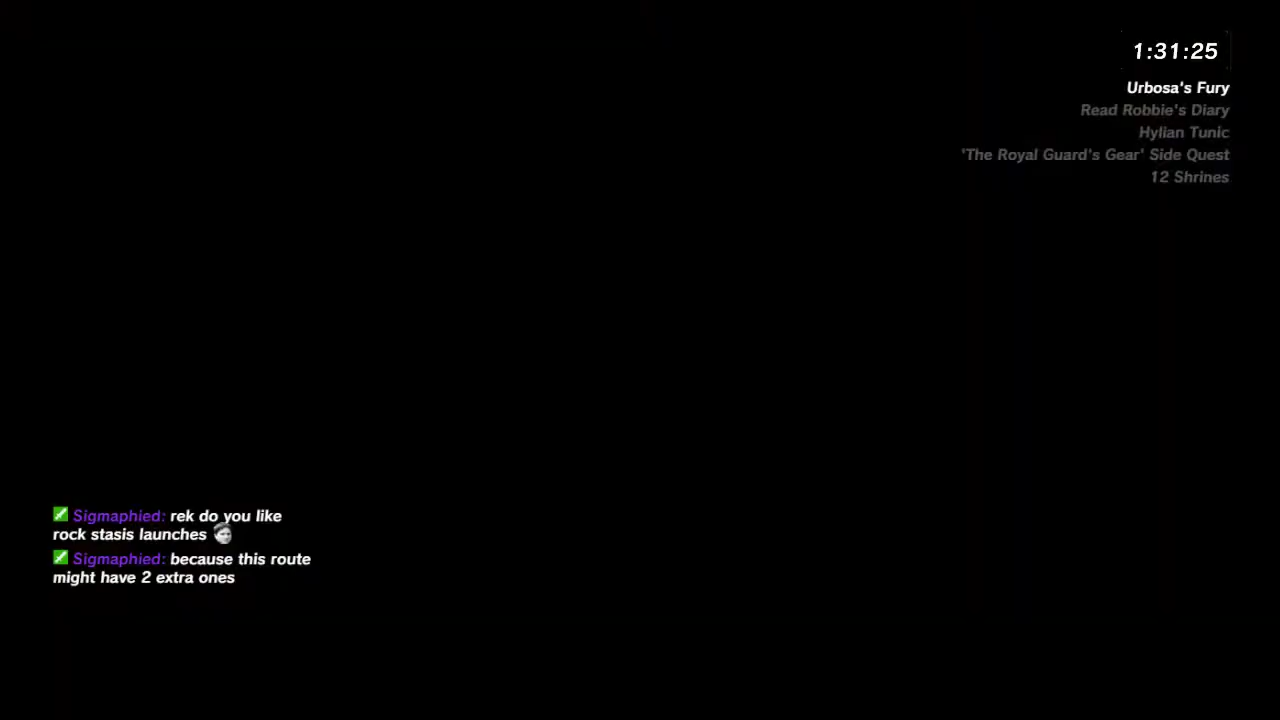 1:31:25
Urbosa's Fury
Read Robbie's Diary
Hylian Tunic
'The Royal Guard's Gear' Side Quest
12 Shrines
Sigmaphied: rek do you like
rock stasis launches
Sigmaphied: because this route
might have 2 extra ones